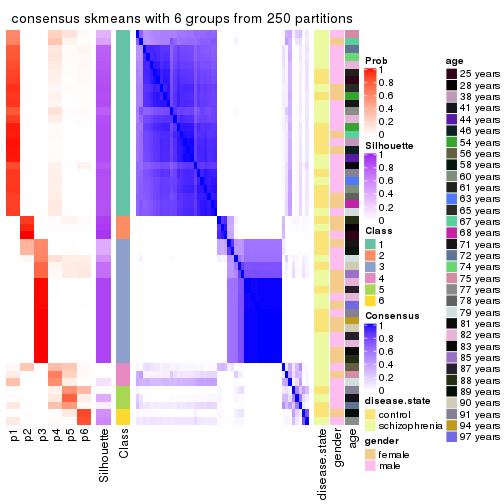 consensus skmeans with 6 groups from 250 partitions
p1
p2
p3
p4
p5
p6
Silhouette
Class
disease.state
gender
age
Prob
1
0.8
0.6
0.4
0.2
0
Silhouette
1
0.8
0.6
0.4
0.2
0
Class
1
2
3
4
5
6
Consensus
1
0.8
0.6
0.4
0.2
0
disease.state
control
schizophrenia
gender
female
male
age
25 years
28 years
38 years
41 years
44 years
46 years
54 years
56 years
58 years
60 years
61 years
63 years
65 years
67 years
68 years
71 years
72 years
74 years
75 years
77 years
78 years
79 years
81 years
82 years
83 years
85 years
87 years
88 years
89 years
90 years
91 years
94 years
97 years